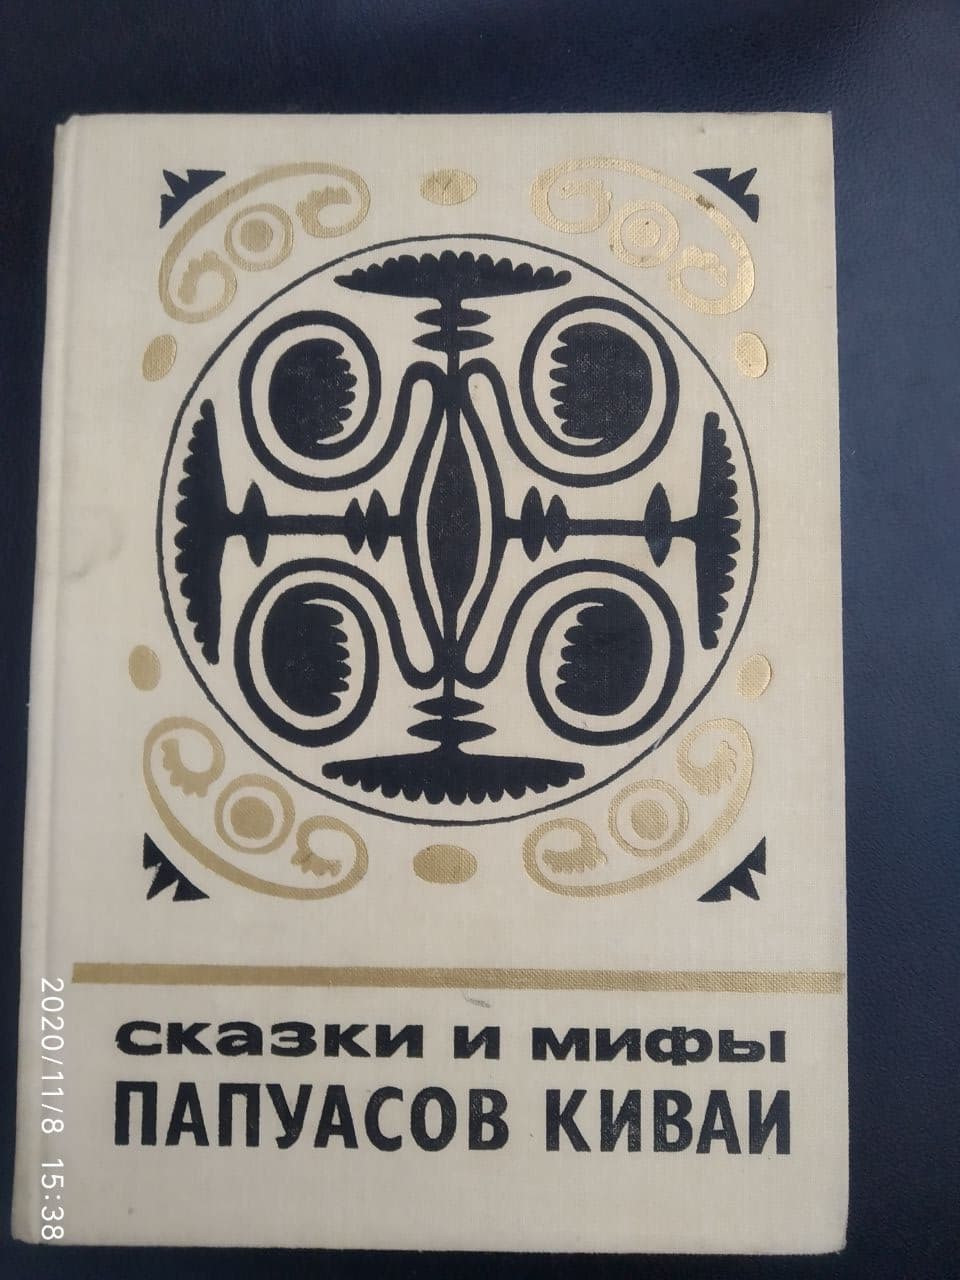 сказки и мифы
ПАПУАСОВ КИВАИ
2020/11/8 15:38